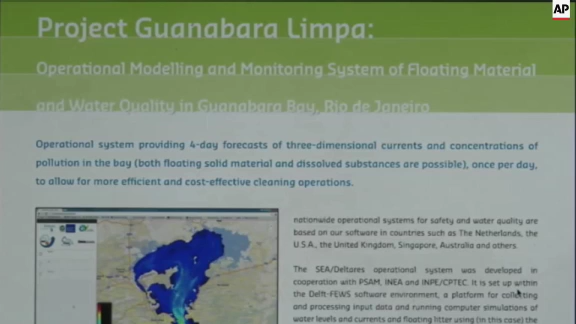 AP
Project Guanabara Limpa:
Operational Modelling and Monitoring System of Floating Material
and Water Quality in Guanabara Bay, Rio de Janeiro
Operational system providing 4-day forecasts of three-dimensional currents and concentrations of
pollution in the bay (both floating solid material and dissolved substances are possible), once per day,
to allow for more efficient and cost-effective cleaning operations.
nationwide operational systems for safety and water quality are
based on our software in countries such as The Netherlands, the
U.S.A., the United Kingdom, Singapore, Australia and others.
The SEA/Deltares operational system was developed in
cooperation with PSAM, INEA and INPE/CPTEC. It is set up within
the Delft-FEWS software environment, a platform for collecting
and processing input data and running computer simulations of
water levels and currents and floating litter using (in this case) the